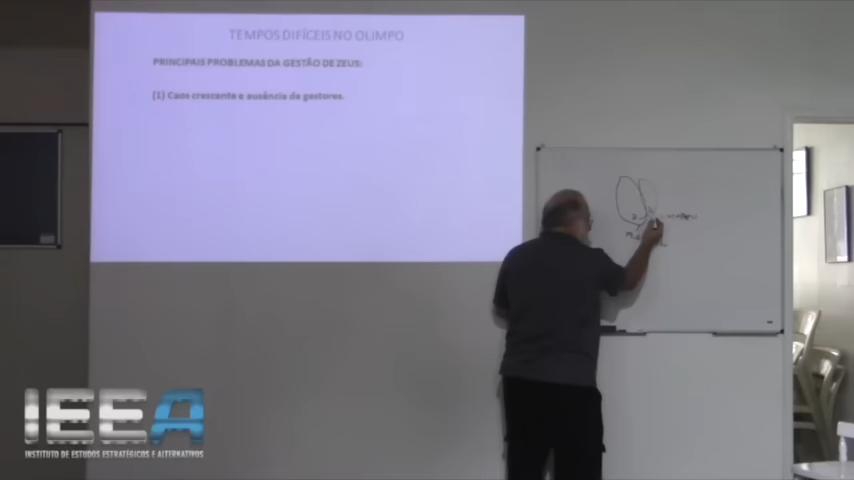 TEMPOS DIFÍCEIS NO OLIMPO
PRINCIPAIS PROBLEMAS DA GESTÃO DE ZEUS:
(1) Caos crescente e ausência de gestores.
IEEA
INSTITUTO DE ESTUDOS ESTRATÉGICOS E ALTERNATIVOS